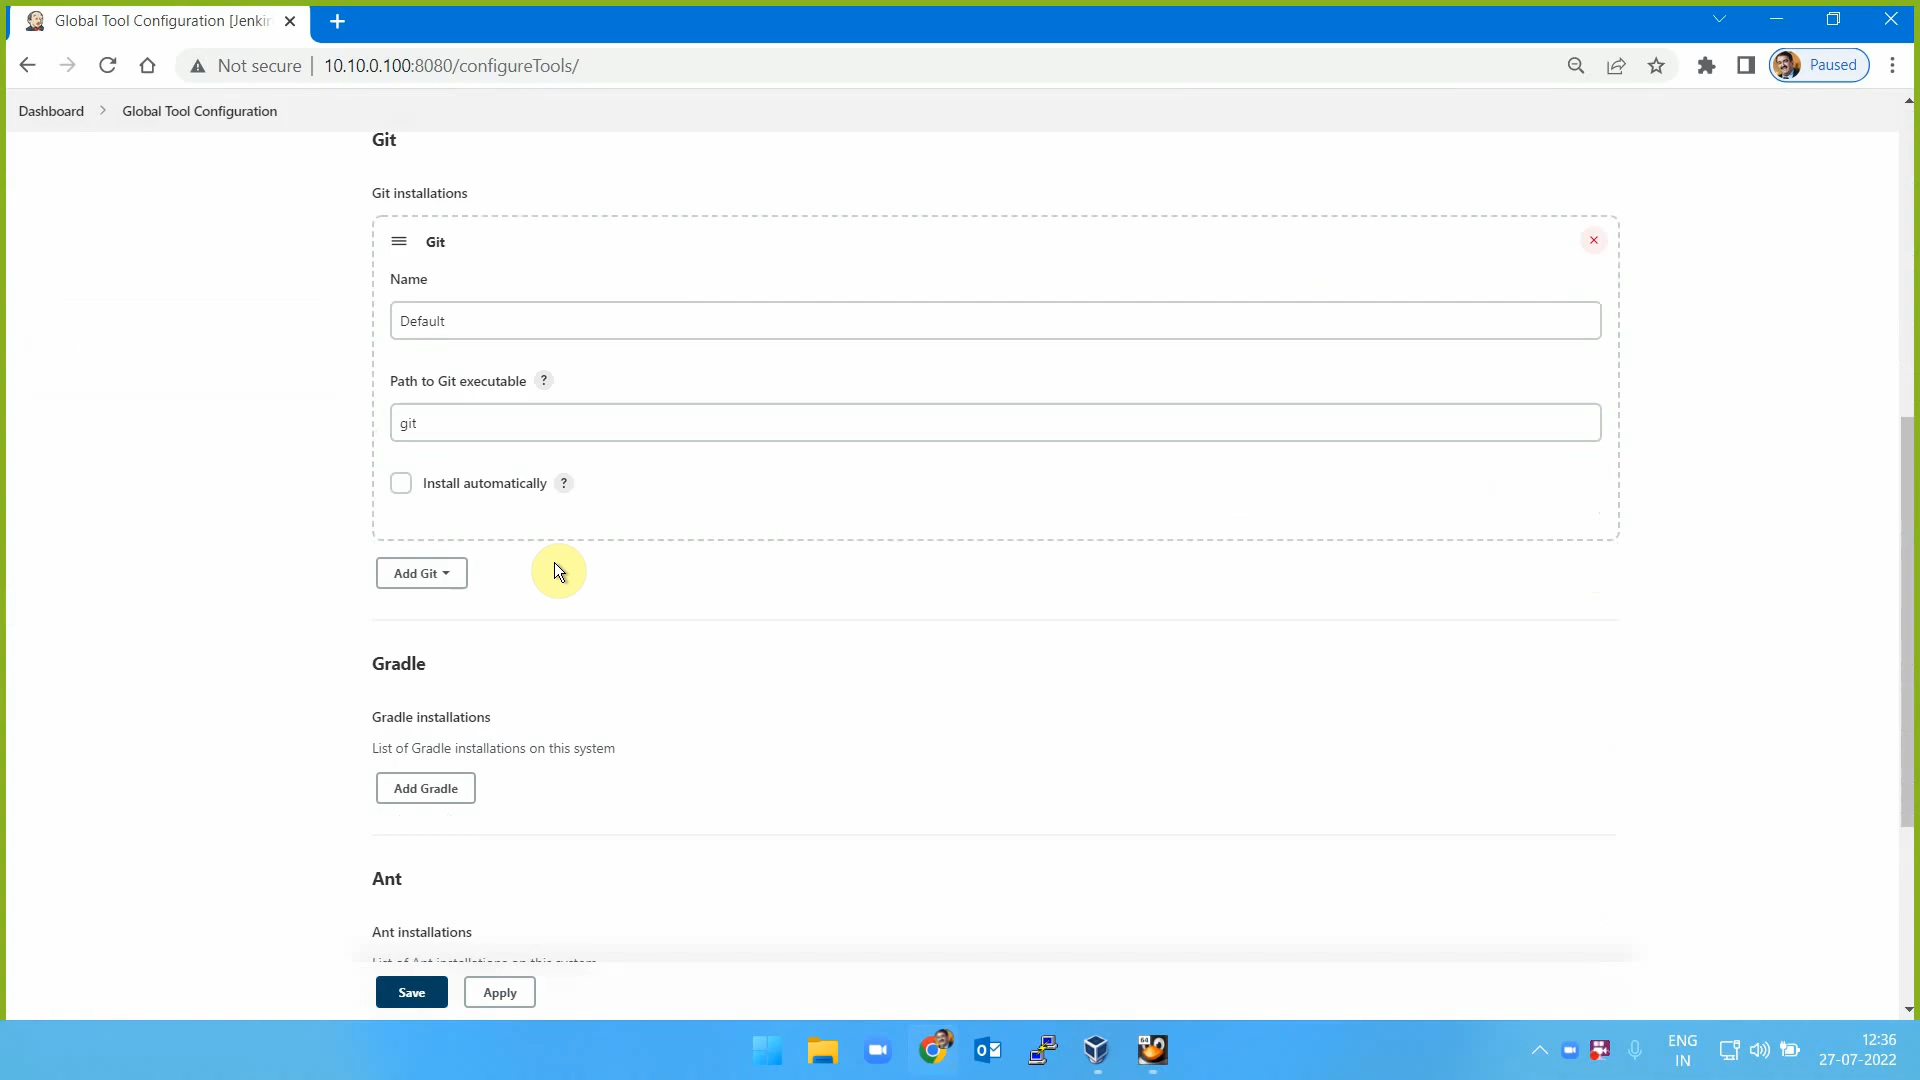 Global Tool Configuration [Jenkin
Not secure | 10.10.0.100:8080/configureTools/
Paused
Dashboard
Global Tool Configuration
Git
Git installations
Git
Name
Default
Path to Git executable ?
git
Install automatically ?
Add Git
Gradle
Gradle installations
List of Gradle installations on this system
Add Gradle
Ant
Ant installations
List of Ant installations on this system
Save
Apply
64
ENG
IN
12:36
27-07-2022